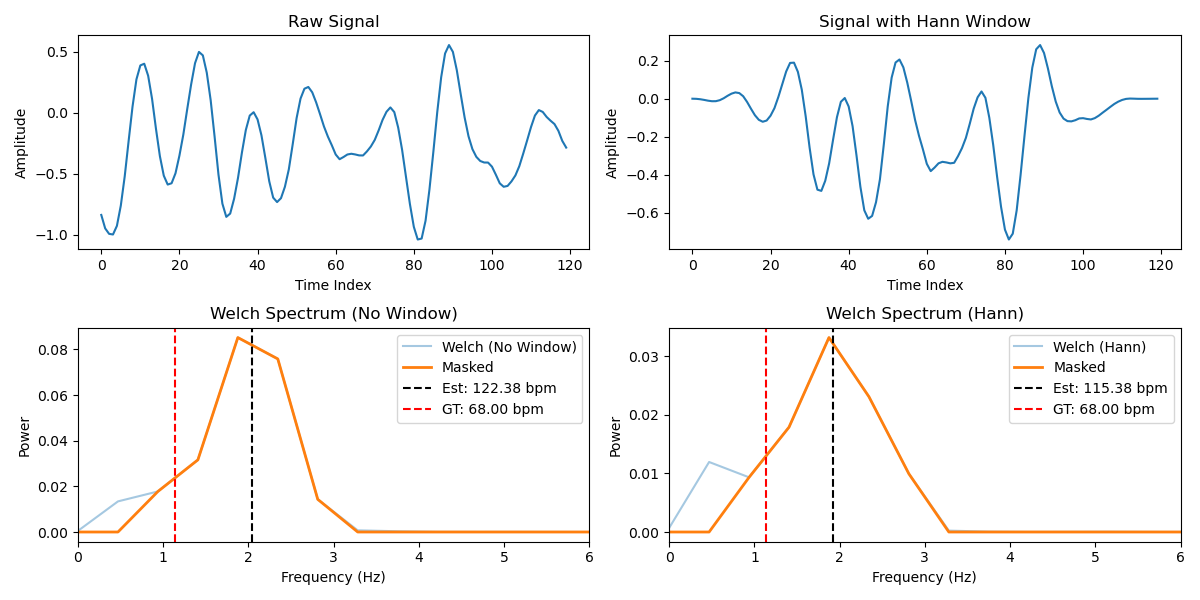 Raw Signal
Amplitude
0.5
0.0
−0.5
−1.0
0 20 40 60 80 100 120
Time Index
Signal with Hann Window
Amplitude
0.2
0.0
−0.2
−0.4
−0.6
0 20 40 60 80 100 120
Time Index
Welch Spectrum (No Window)
Power
0.08
0.06
0.04
0.02
0.00
Welch (No Window)
Masked
Est: 122.38 bpm
GT: 68.00 bpm
0 1 2 3 4 5 6
Frequency (Hz)
Welch Spectrum (Hann)
Power
0.03
0.02
0.01
0.00
Welch (Hann)
Masked
Est: 115.38 bpm
GT: 68.00 bpm
0 1 2 3 4 5 6
Frequency (Hz)